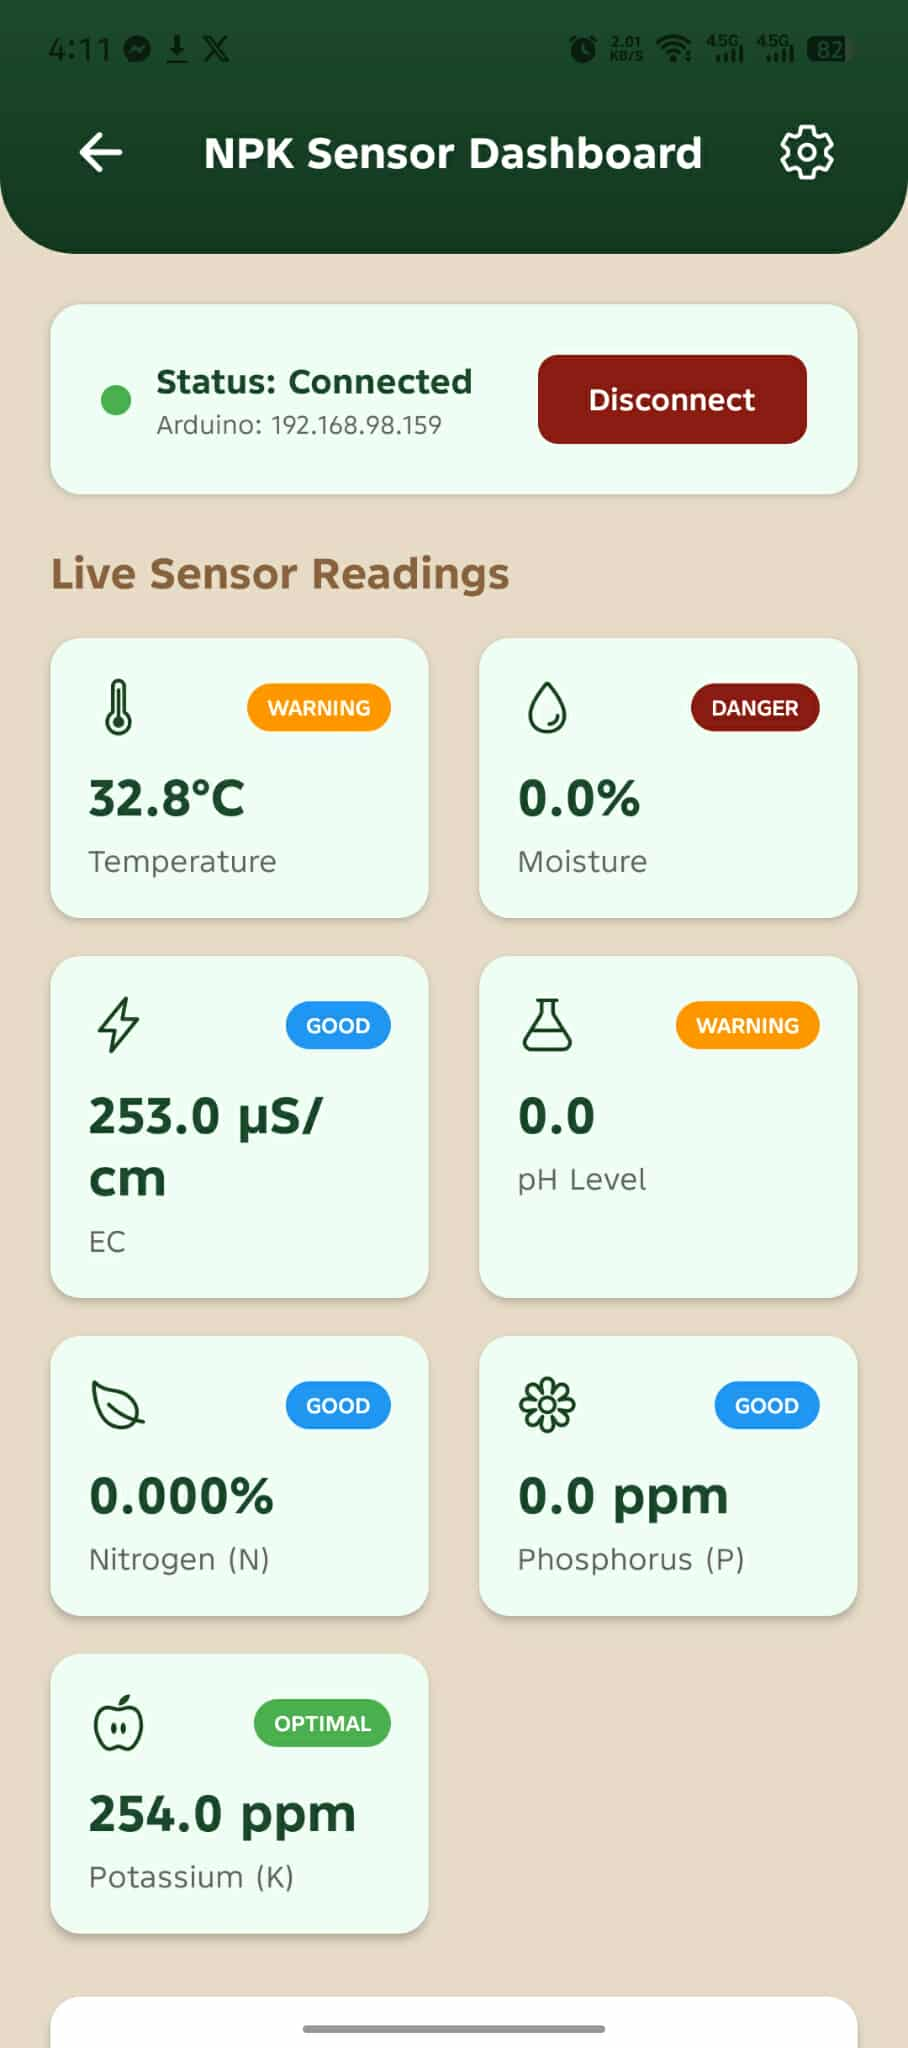 4:11
2.01
KB/S
4.5G
4.5G
82
NPK Sensor Dashboard
Status: Connected
Arduino: 192.168.98.159
Disconnect
Live Sensor Readings
WARNING
32.8°C
Temperature
DANGER
0.0%
Moisture
GOOD
253.0 µS/
cm
EC
WARNING
0.0
pH Level
GOOD
0.000%
Nitrogen (N)
GOOD
0.0 ppm
Phosphorus (P)
OPTIMAL
254.0 ppm
Potassium (K)